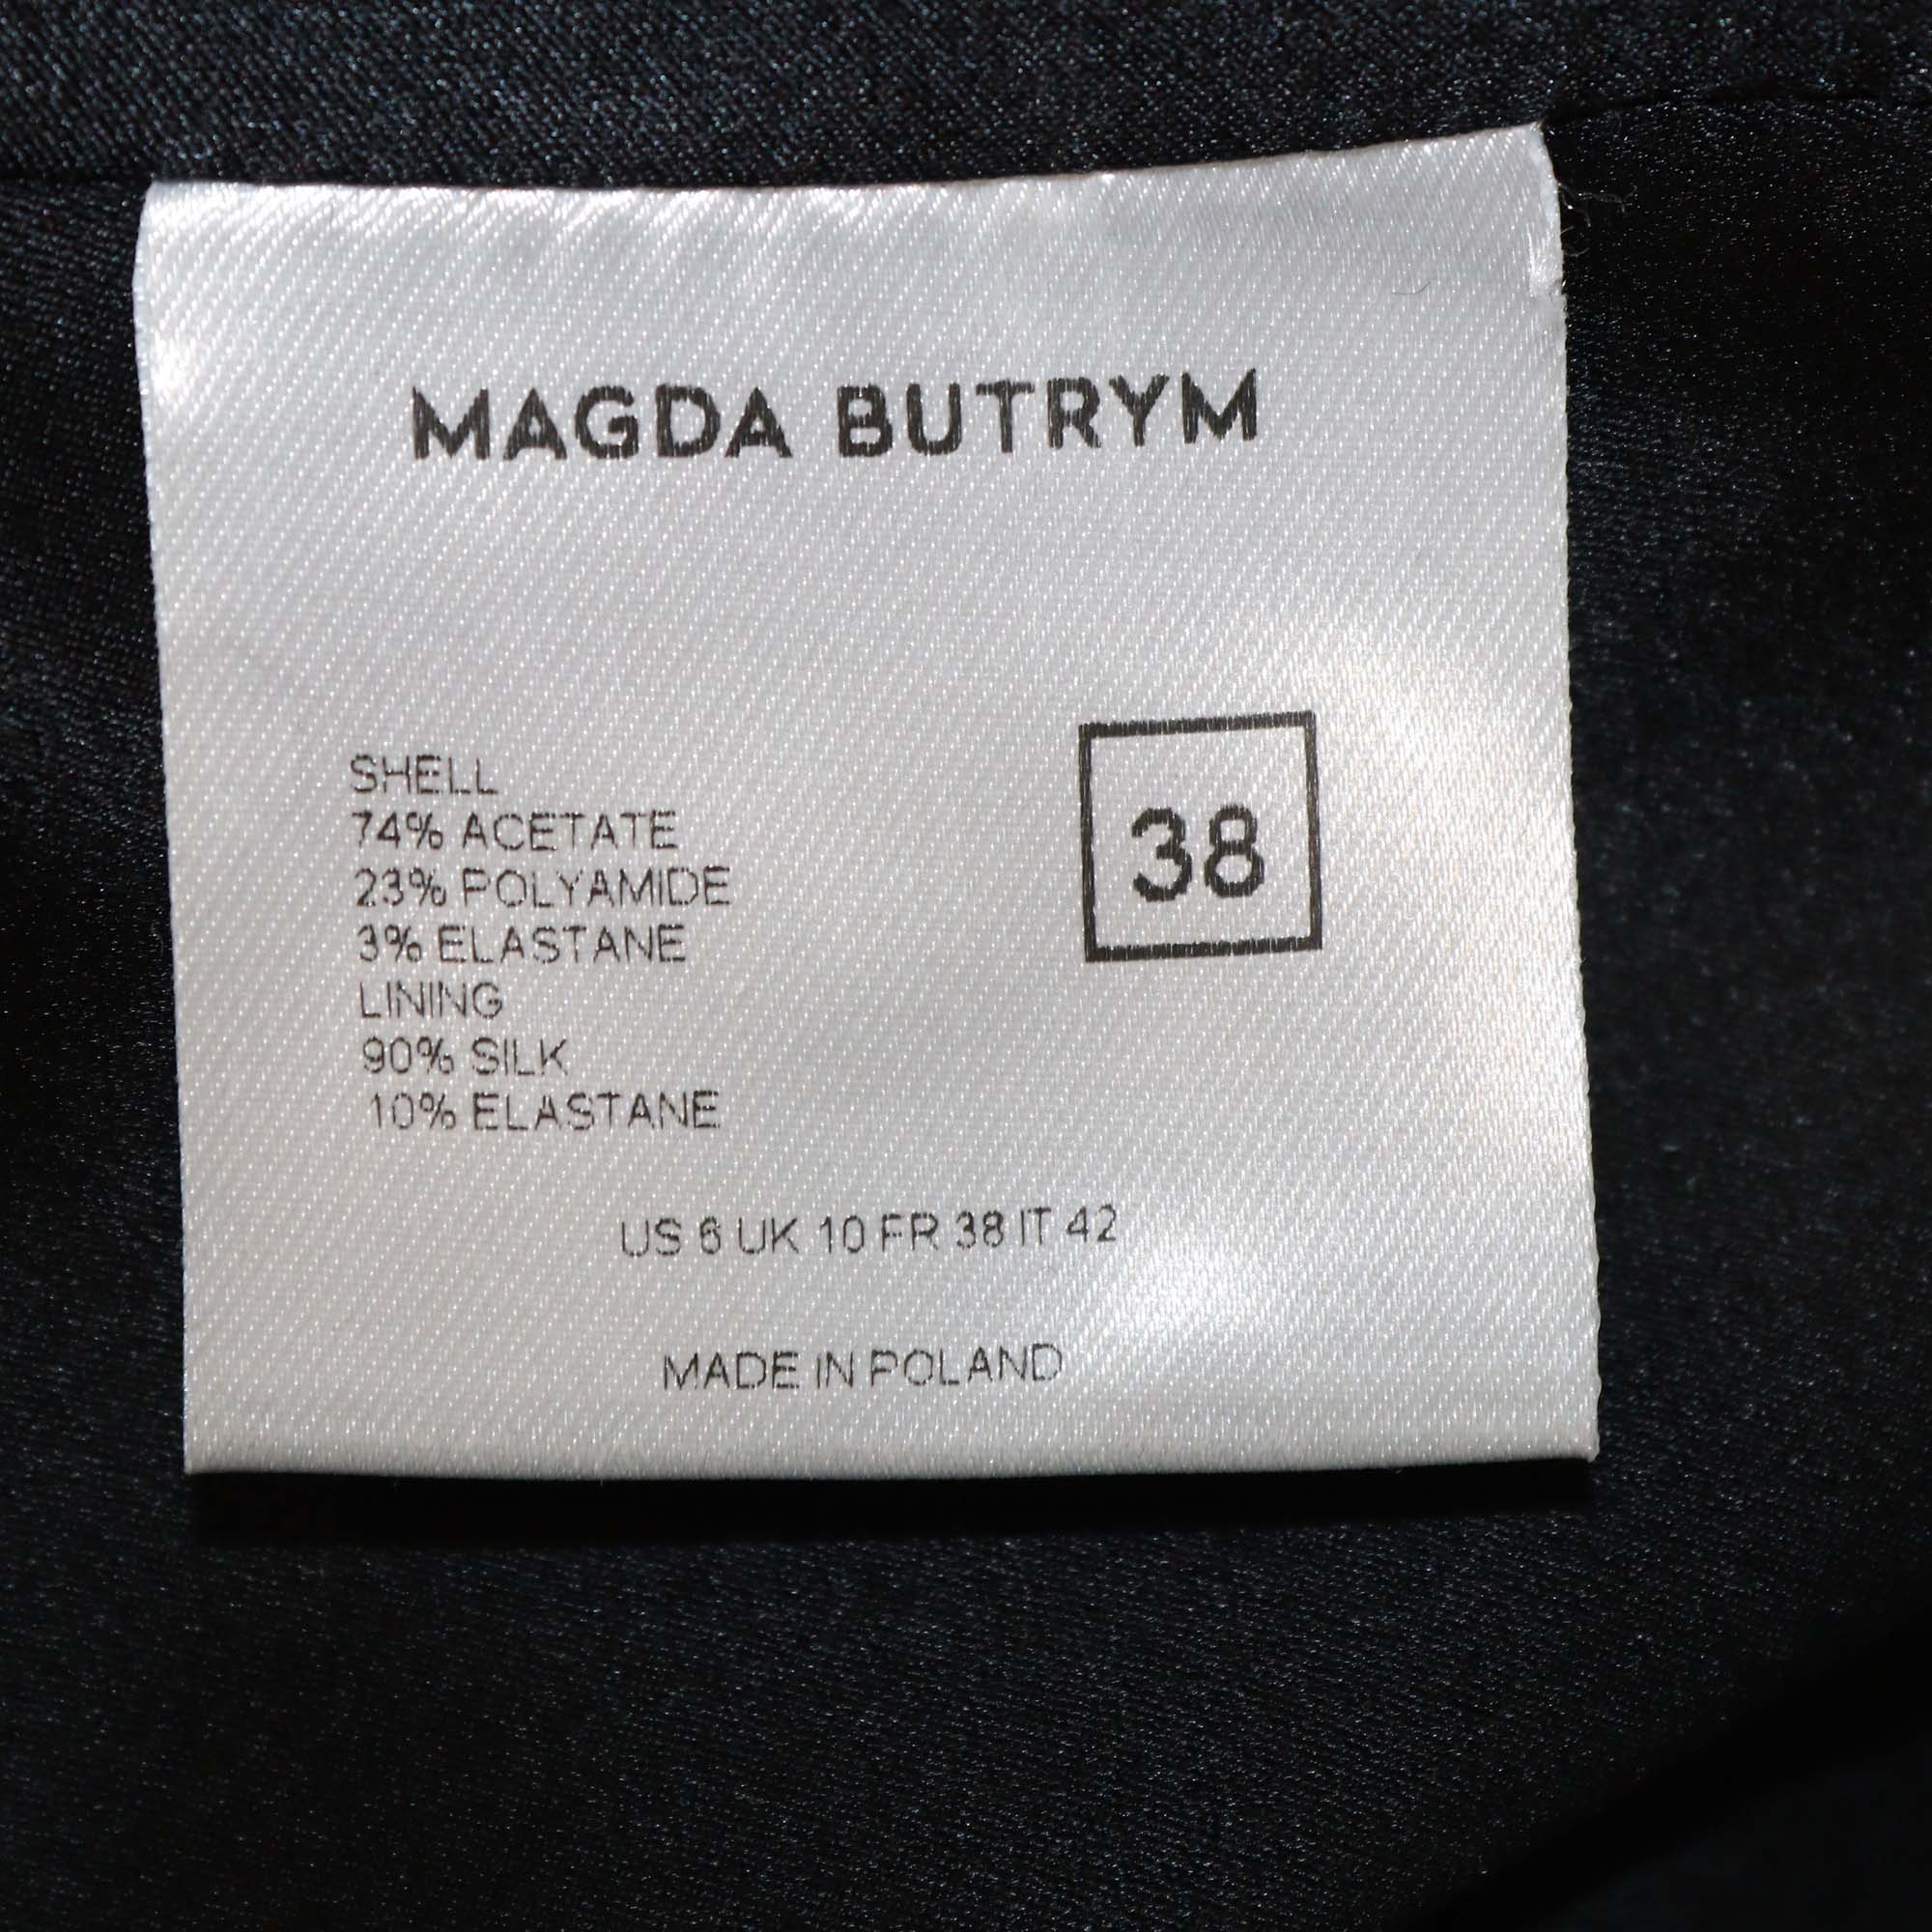 MAGDA BUTRYM
SHELL
74% ACETATE
23% POLYAMIDE
3% ELASTANE
LINING
90% SILK
10% ELASTANE
38
US 6 UK 10 FR 38 IT 42
MADE IN POLAND